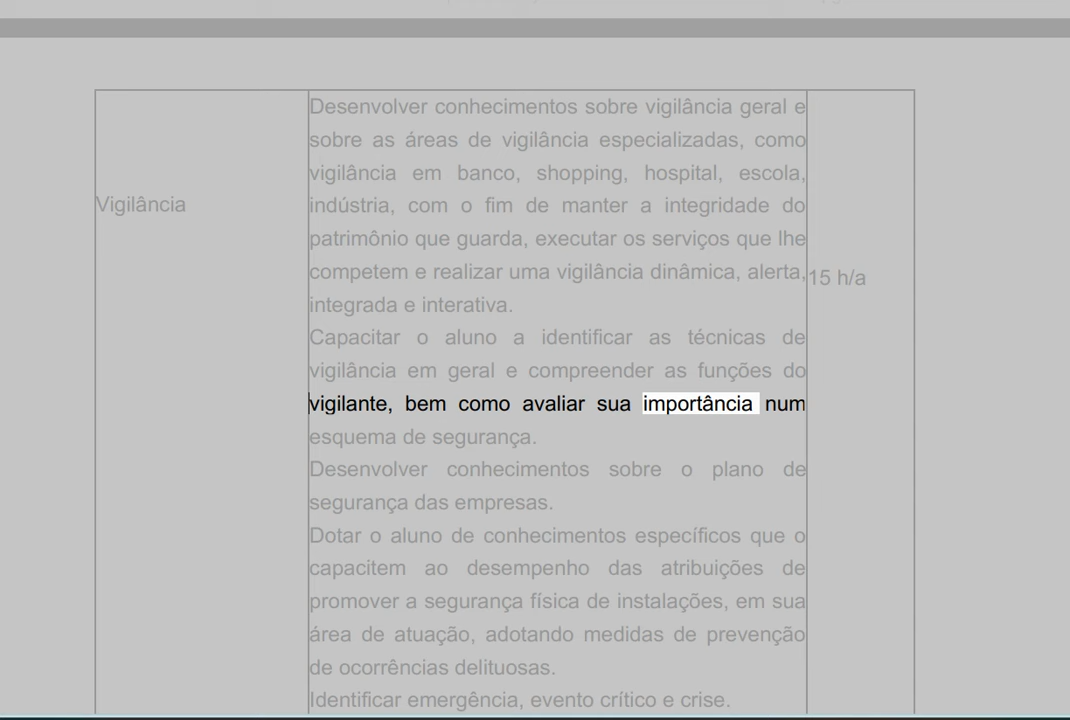 Desenvolver conhecimentos sobre vigilância geral e
sobre as áreas de vigilância especializadas, como
vigilância em banco, shopping, hospital, escola,
Vigilância
indústria, com o fim de manter a integridade do
patrimônio que guarda, executar os serviços que lhe
competem e realizar uma vigilância dinâmica, alerta,
15 h/a
integrada e interativa.
Capacitar o aluno a identificar as técnicas de
vigilância em geral e compreender as funções do
vigilante, bem como avaliar sua importância num
esquema de segurança.
Desenvolver conhecimentos sobre o plano de
segurança das empresas.
Dotar o aluno de conhecimentos específicos que o
capacitem ao desempenho das atribuições de
promover a segurança física de instalações, em sua
área de atuação, adotando medidas de prevenção
de ocorrências delituosas.
Identificar emergência, evento crítico e crise.